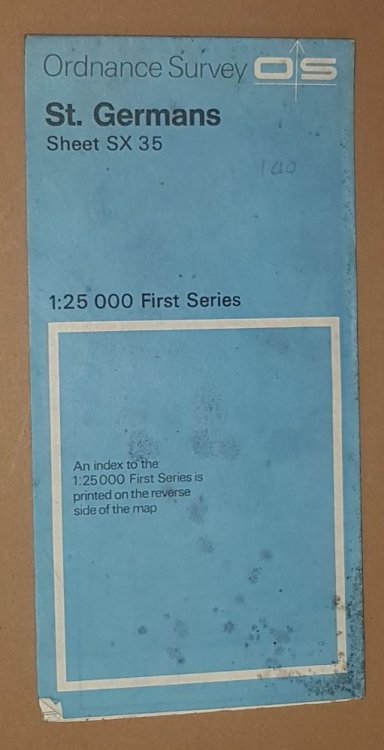 Ordnance Survey OS
St. Germans
Sheet SX 35
140
1:25 000 First Series
An index to the
1:25000 First Series is
printed on the reverse
side of the map